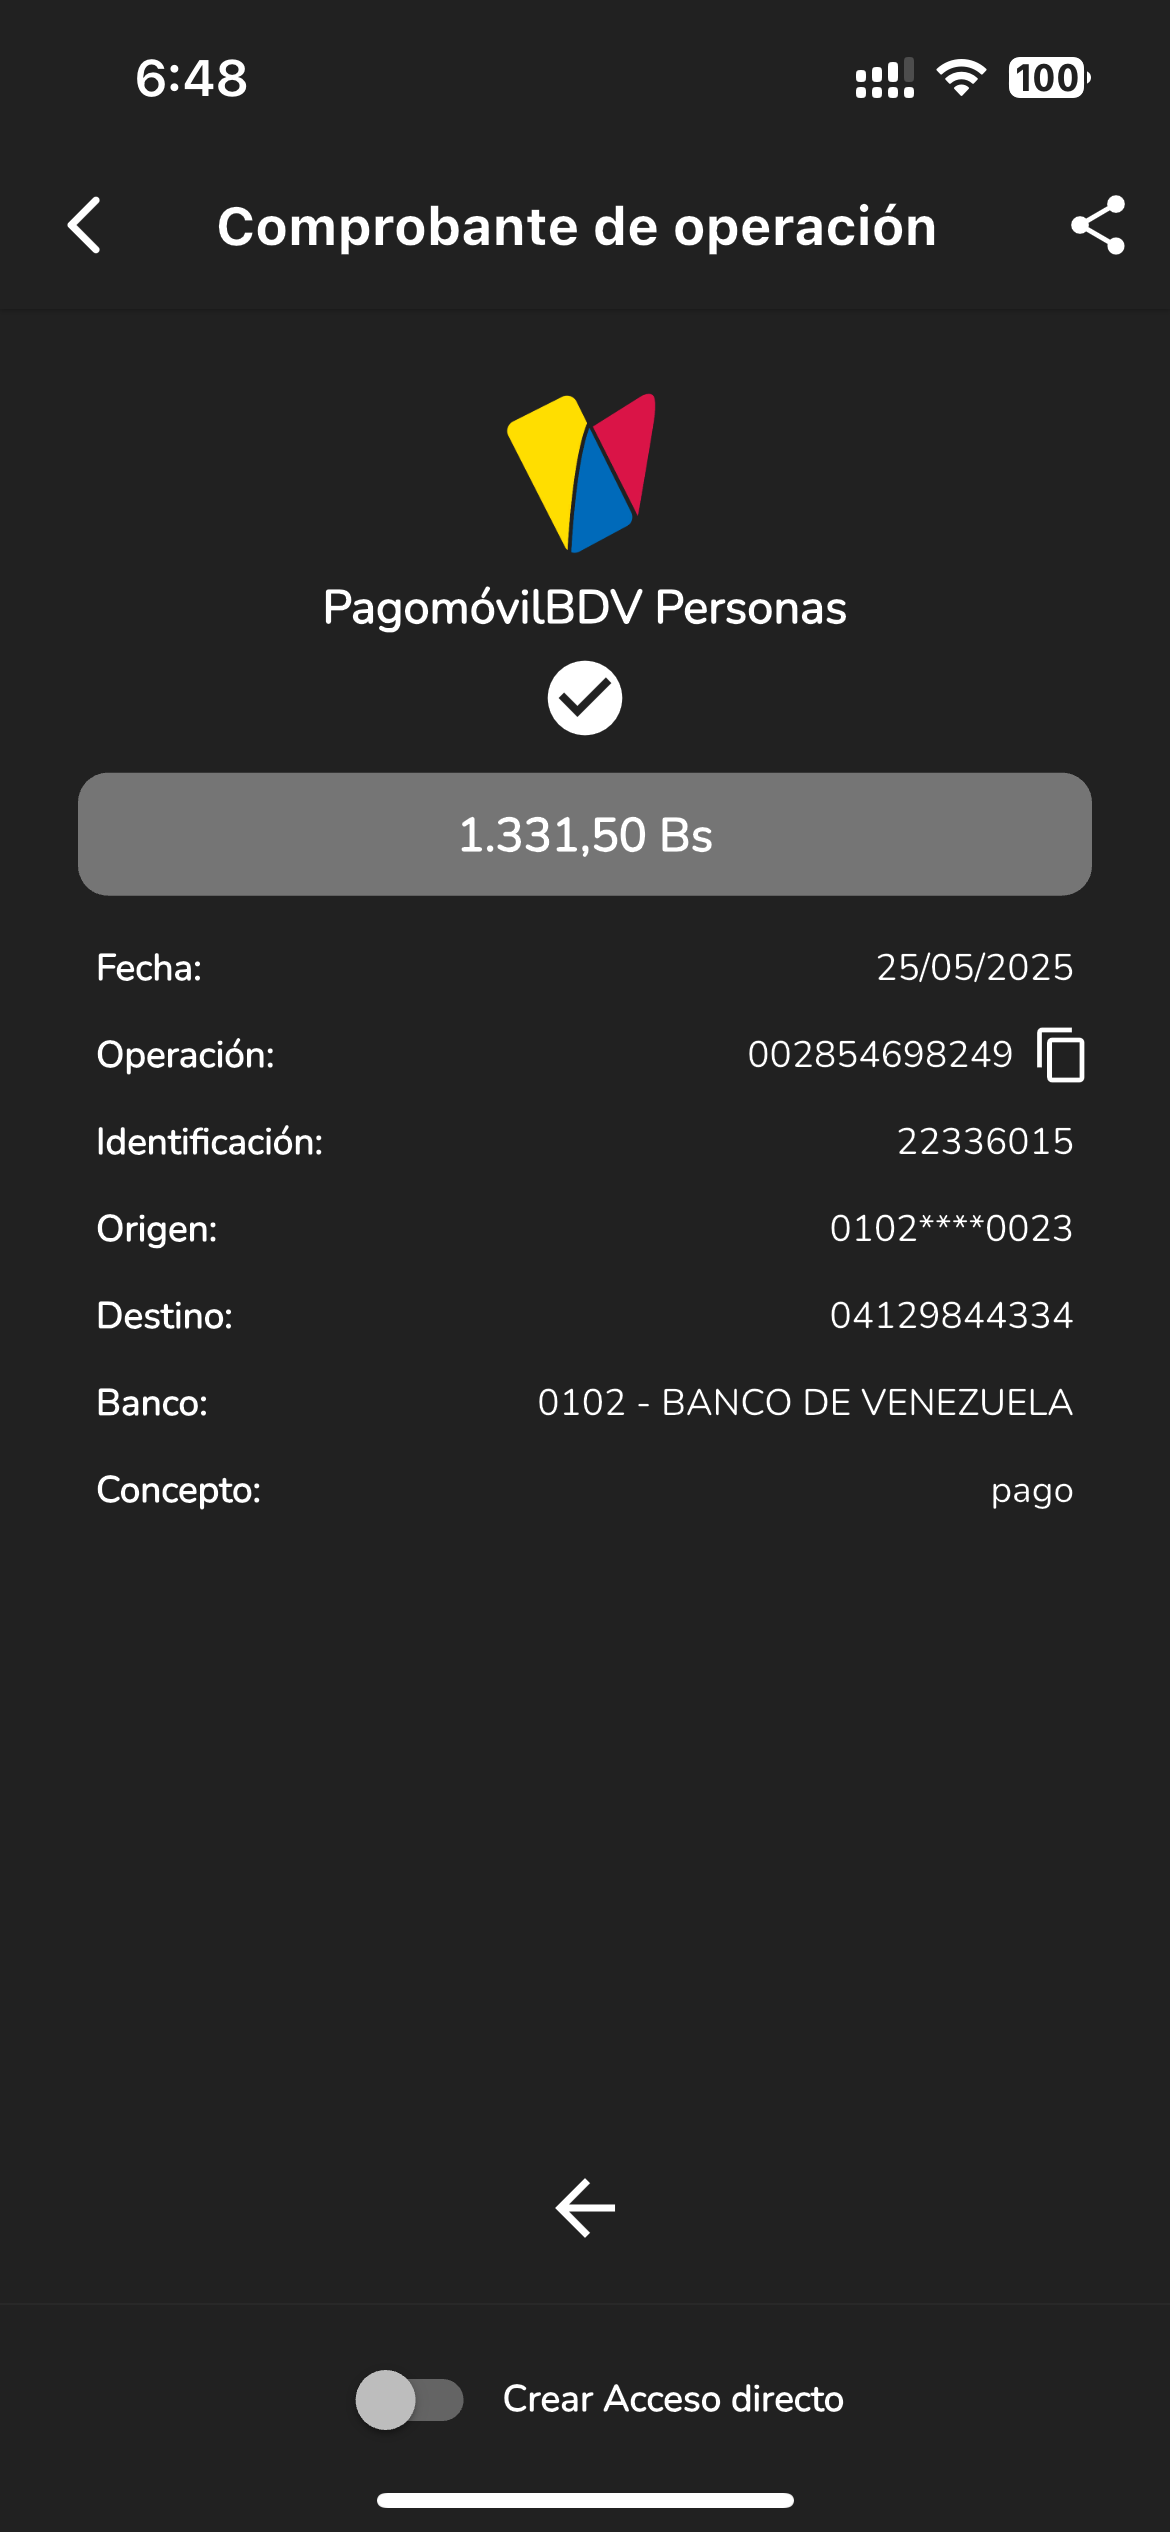 6:48
100
Comprobante de operación
PagomóvilBDV Personas
1.331,50 Bs
Fecha: 25/05/2025
Operación: 002854698249
Identificación: 22336015
Origen: 0102****0023
Destino: 04129844334
Banco: 0102 - BANCO DE VENEZUELA
Concepto: pago
Crear Acceso directo